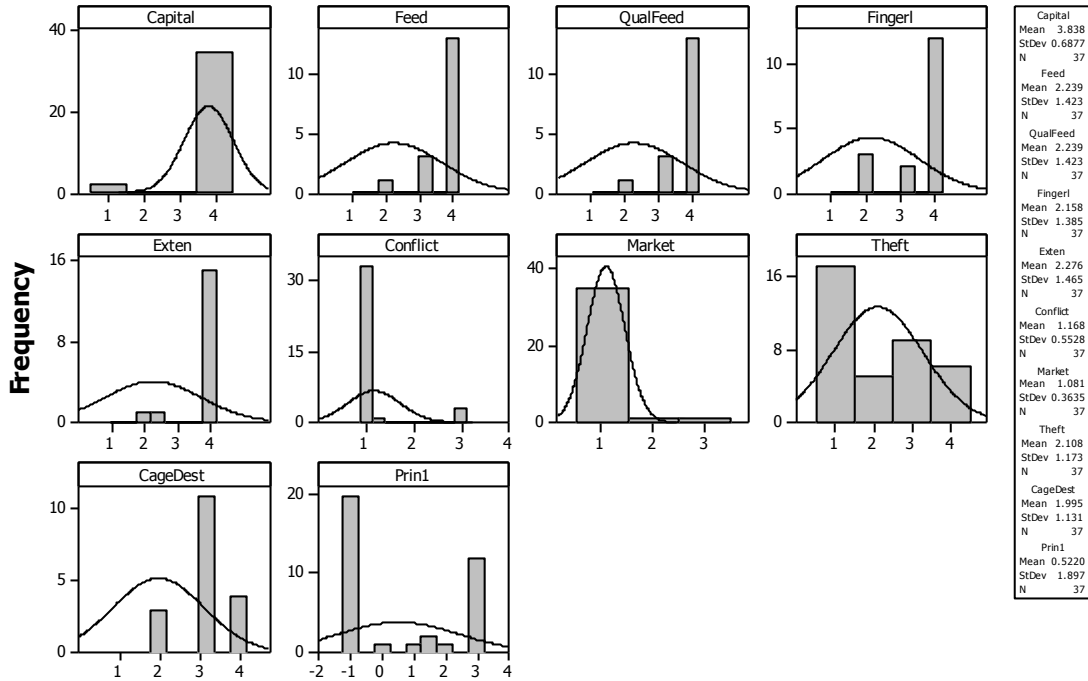 Capital
Feed
QualFeed
Fingerl
40
20
0
1 2 3 4
10
5
0
1 2 3 4
10
5
0
1 2 3 4
10
5
0
1 2 3 4
Exten
Conflict
Market
Theft
16
8
0
1 2 3 4
30
15
0
1 2 3 4
40
20
0
1 2 3
16
8
0
1 2 3 4
CageDest
Prin1
10
5
0
1 2 3 4
20
10
0
-2 -1 0 1 2 3 4
Frequency
Capital
Mean 3.838
StDev 0.6877
N 37
Feed
Mean 2.239
StDev 1.423
N 37
QualFeed
Mean 2.239
StDev 1.423
N 37
Fingerl
Mean 2.158
StDev 1.385
N 37
Exten
Mean 2.276
StDev 1.465
N 37
Conflict
Mean 1.168
StDev 0.5528
N 37
Market
Mean 1.081
StDev 0.3635
N 37
Theft
Mean 2.108
StDev 1.173
N 37
CageDest
Mean 1.995
StDev 1.131
N 37
Prin1
Mean 0.5220
StDev 1.897
N 37